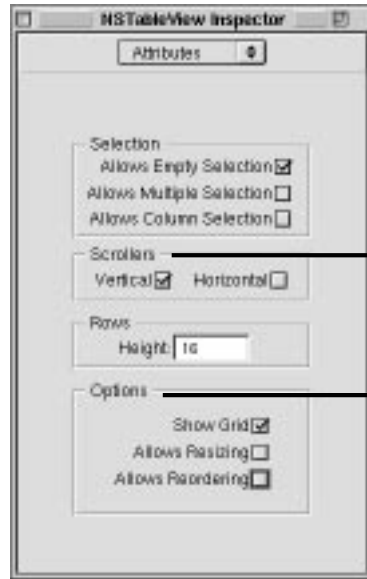 NSTableView Inspector
Attributes
Selection
Allows Empty Selection
Allows Multiple Selection
Allows Column Selection
Scrollers
Vertical Horizontal
Rows
Height: 16
Options
Show Grid
Allows Resizing
Allows Reordering